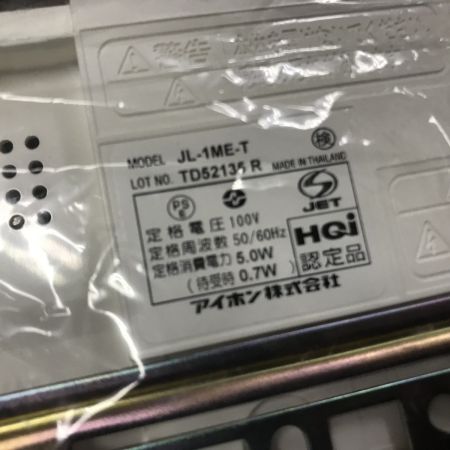 警告
MODEL JL-1ME-T 検
LOT NO. TD52135 R MADE IN THAILAND
PS
E
S
JET
定格電圧 100V
定格周波数 50/60Hz
定格消費電力 5.0W
(待受時 0.7W)
HQi
認定品
アイホン株式会社